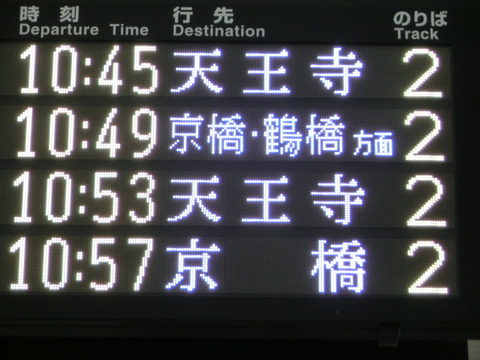 時刻 行先 のりば
Departure Time Destination Track
10:45 天王寺 2
10:49 京橋・鶴橋方面 2
10:53 天王寺 2
10:57 京橋 2